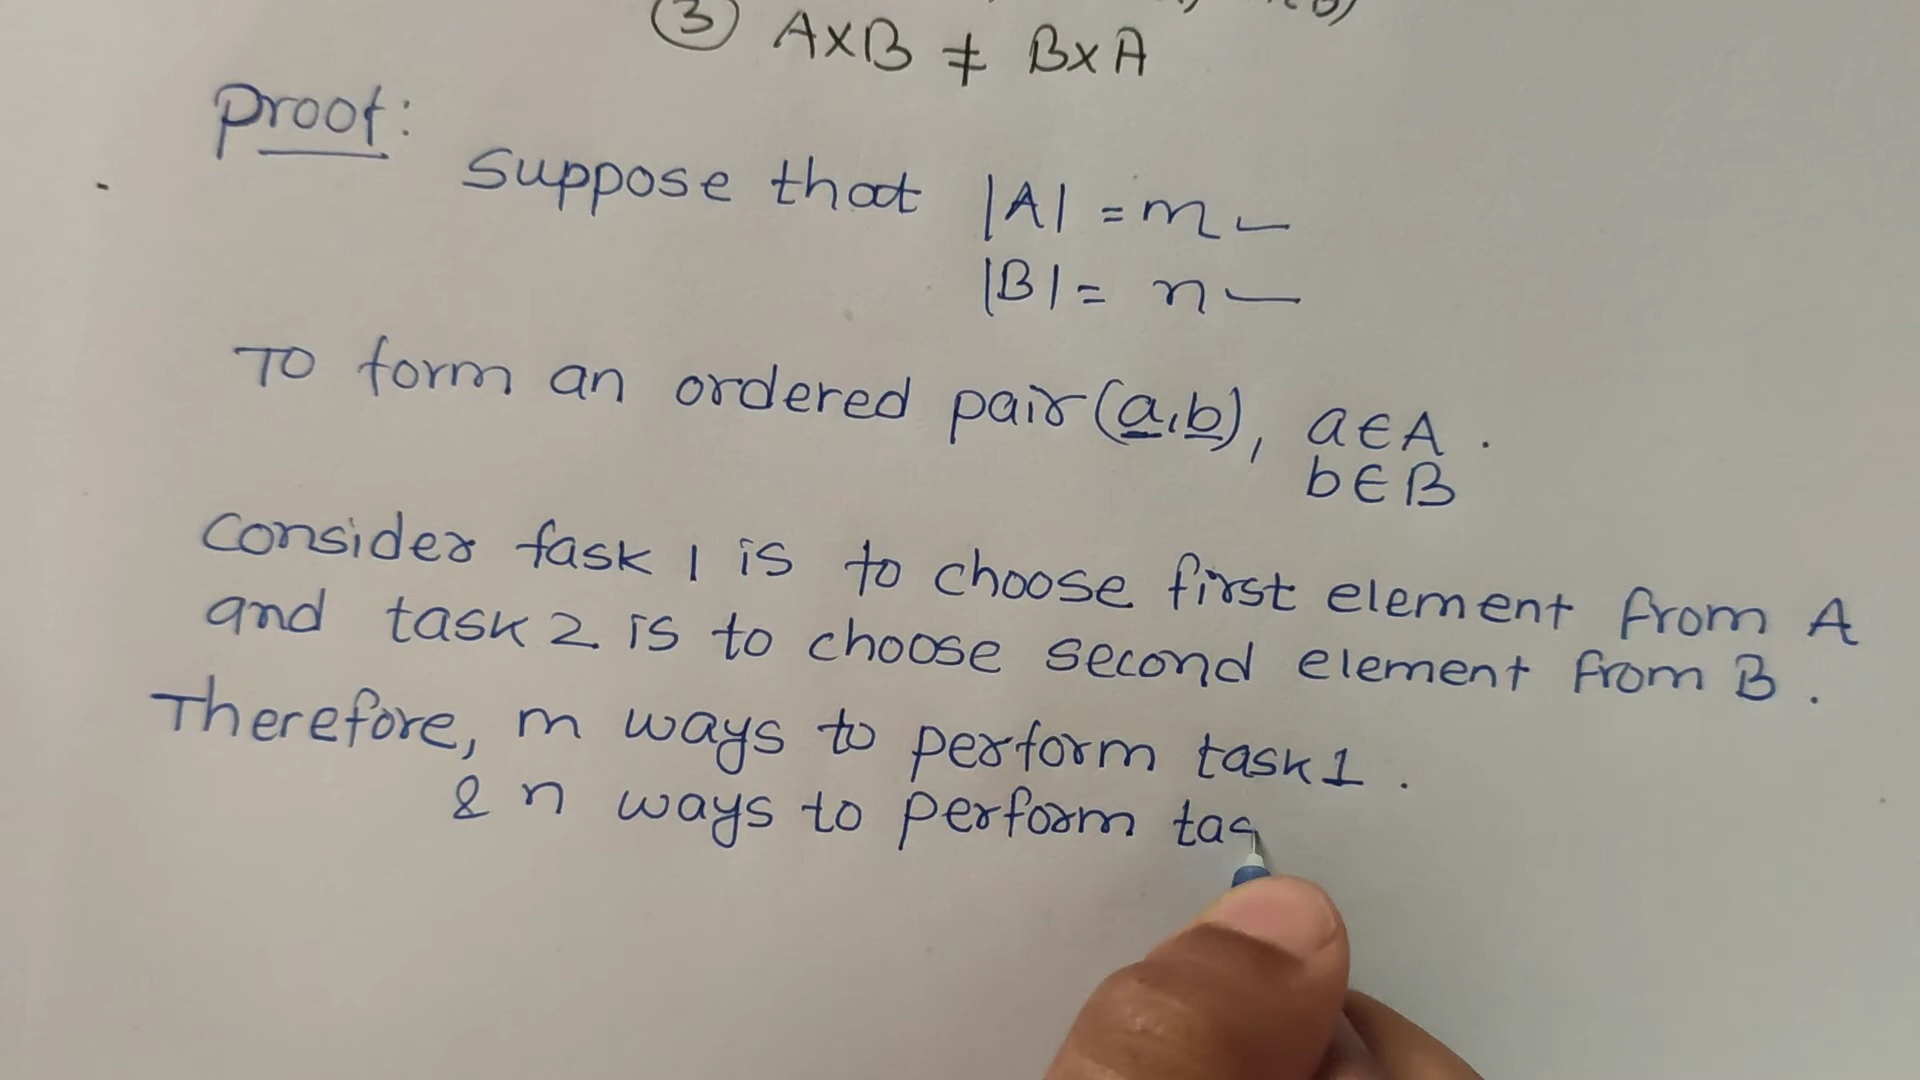 ③ A×B ≠ B×A
Proof:
Suppose that |A| = m
|B| = n
To form an ordered pair (a,b), a∈A.
b∈B
Consider task 1 is to choose first element from A
and task 2 is to choose second element from B.
Therefore, m ways to perform task 1.
& n ways to perform tas